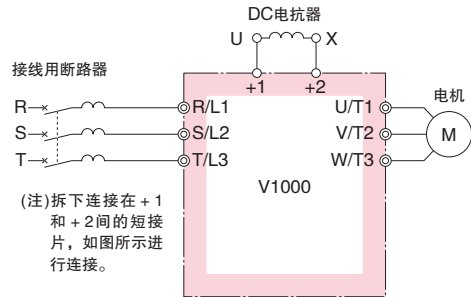 DC电抗器
U X
接线用断路器
+1 +2
电机
R R/L1 U/T1
S S/L2 V/T2 M
T T/L3 W/T3
V1000
(注)拆下连接在+1
和+2间的短接
片，如图所示进
行连接。